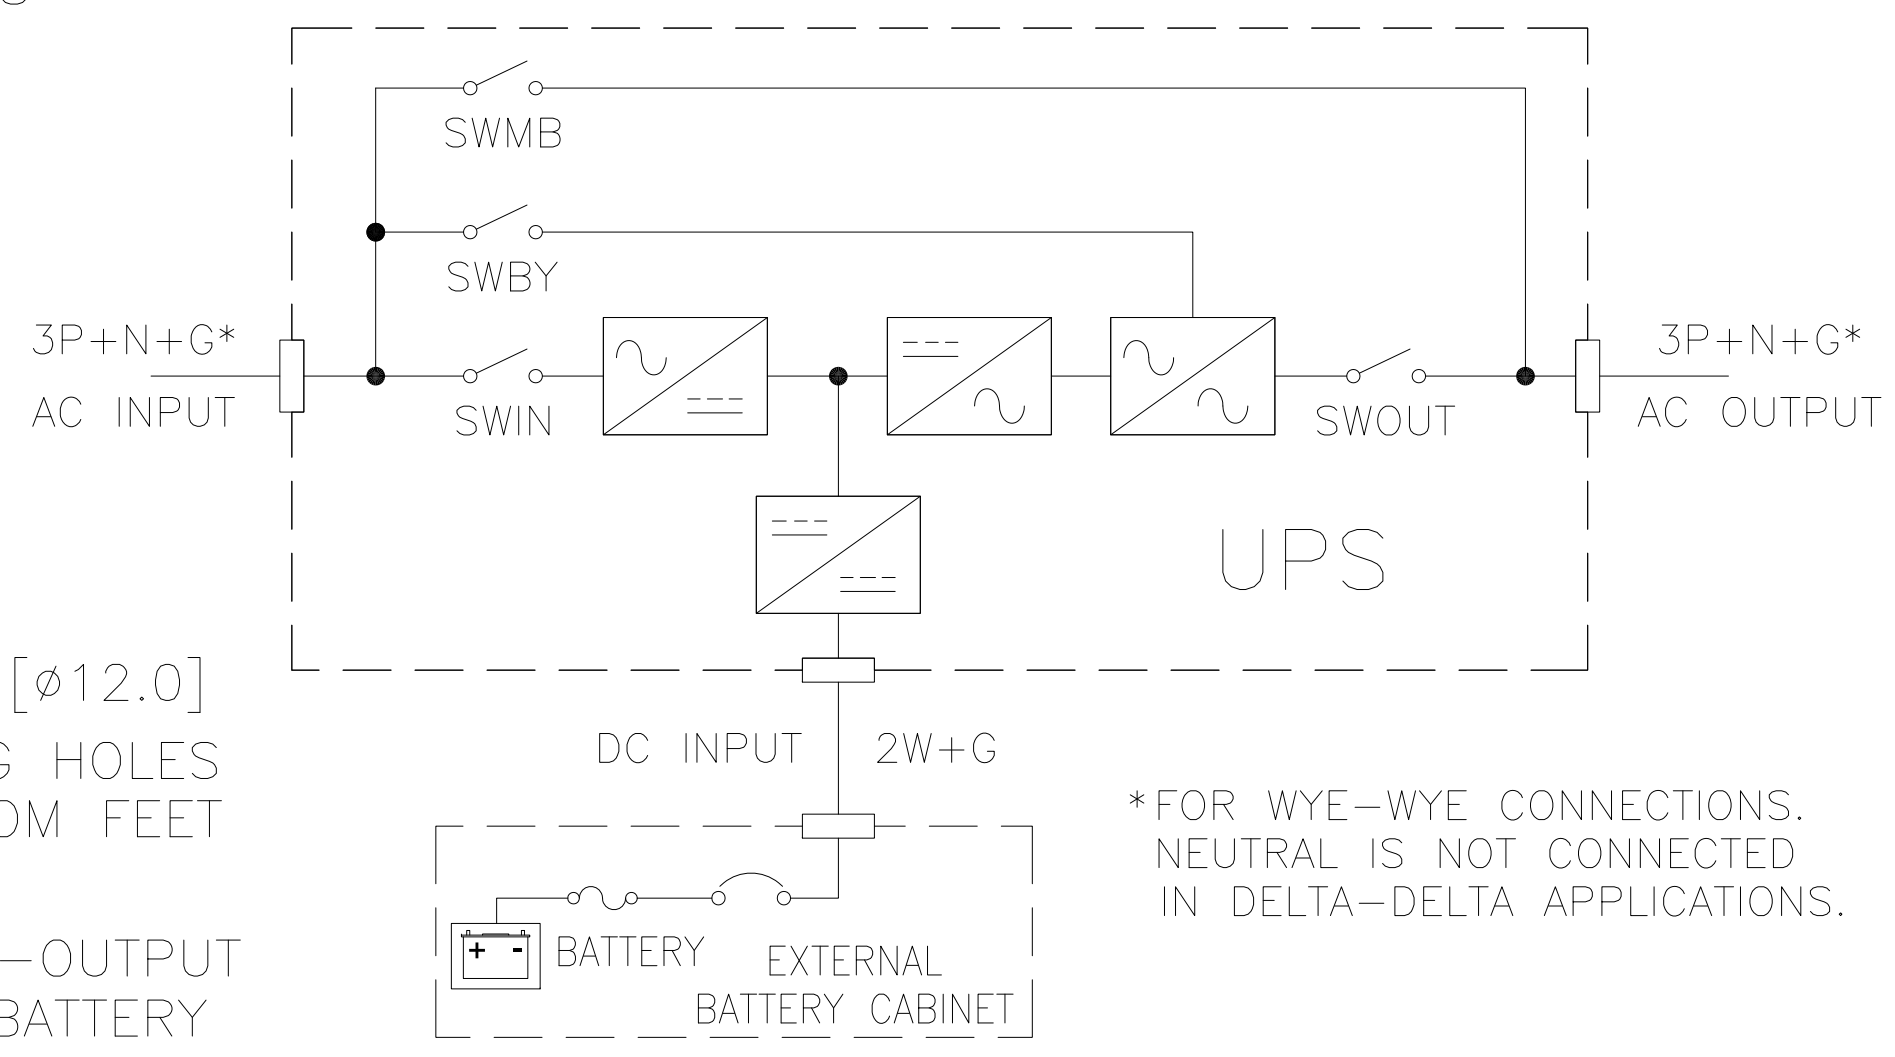 SWMB
SWBY
3P+N+G*
AC INPUT
SWIN
SWOUT
3P+N+G*
AC OUTPUT
UPS
[ø12.0]
HOLES
FEET
DC INPUT 2W+G
*FOR WYE-WYE CONNECTIONS.
NEUTRAL IS NOT CONNECTED
IN DELTA-DELTA APPLICATIONS.
-OUTPUT
BATTERY
+ -
BATTERY
EXTERNAL
BATTERY CABINET